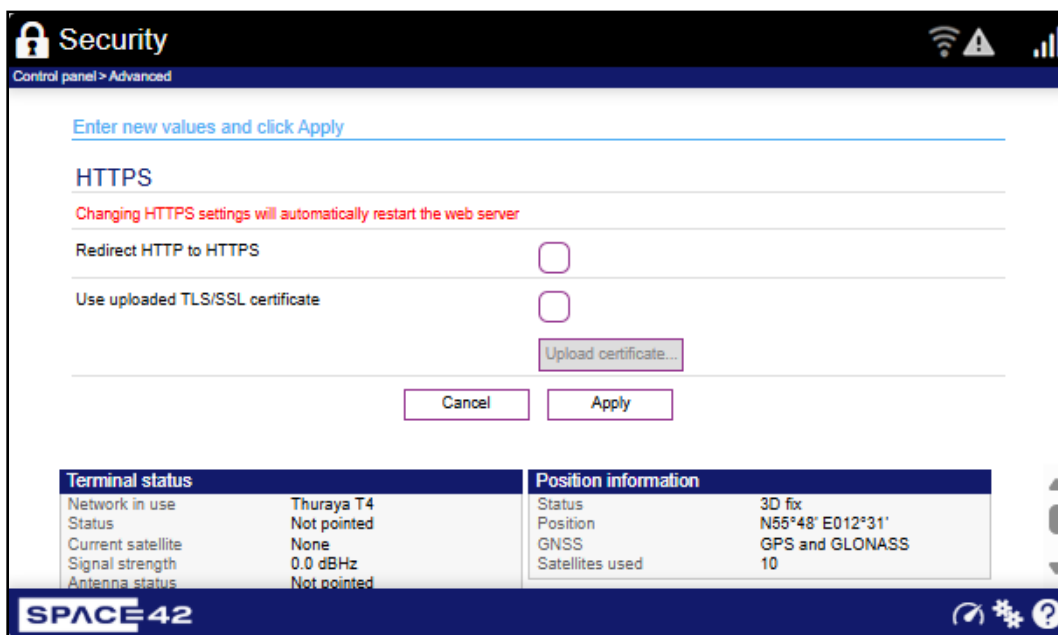 Security
Control panel > Advanced
Enter new values and click Apply
HTTPS
Changing HTTPS settings will automatically restart the web server
Redirect HTTP to HTTPS
Use uploaded TLS/SSL certificate
Upload certificate...
Cancel Apply
Terminal status
Network in use Thuraya T4
Status Not pointed
Current satellite None
Signal strength 0.0 dBHz
Antenna status Not pointed
Position information
Status 3D fix
Position N55°48' E012°31'
GNSS GPS and GLONASS
Satellites used 10
SPACE42